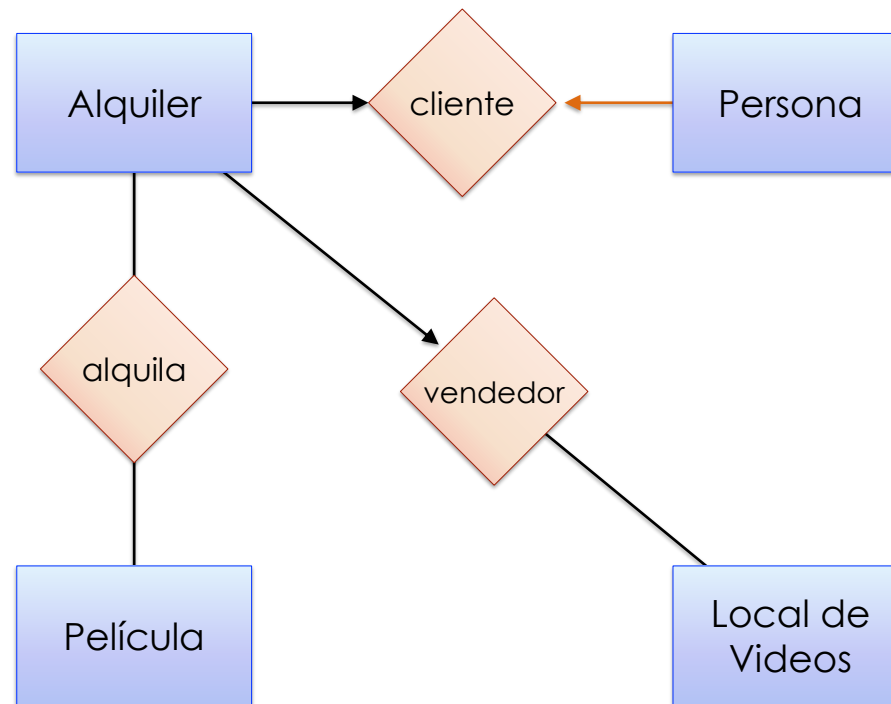 Alquiler
cliente
Persona
alquila
vendedor
Película
Local de
Videos